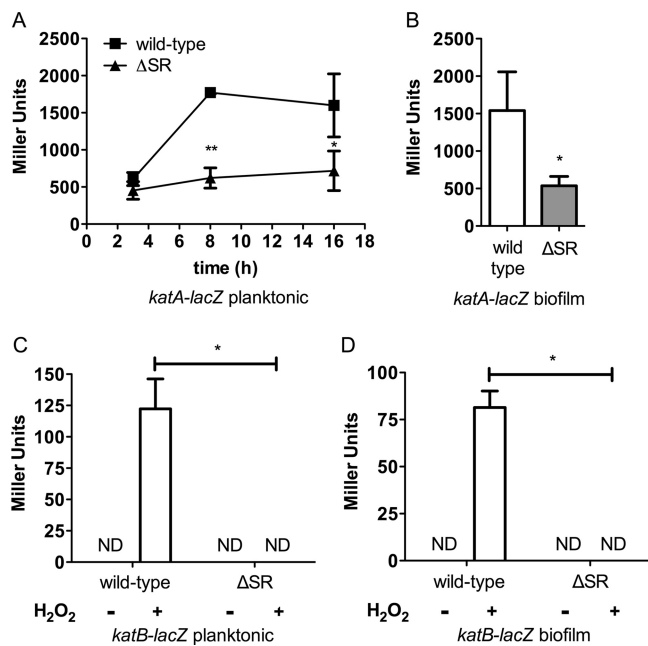 A
wild-type
ΔSR
Miller Units
2500
2000
1500
1000
500
0
**
*
0 2 4 6 8 10 12 14 16 18
time (h)
katA-lacZ planktonic
B
Miller Units
2500
2000
1500
1000
500
0
*
wild
type
ΔSR
katA-lacZ biofilm
C
*
Miller Units
150
125
100
75
50
25
0
ND ND ND
wild-type ΔSR
H₂O₂ - + - +
katB-lacZ planktonic
D
*
Miller Units
100
75
50
25
0
ND ND ND
wild-type ΔSR
H₂O₂ - + - +
katB-lacZ biofilm